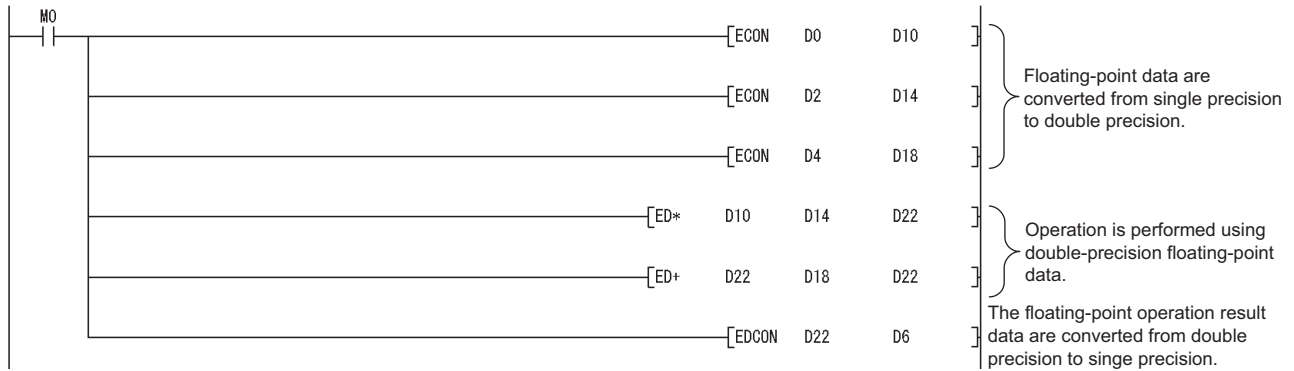 M0
ECON D0 D10
Floating-point data are
converted from single precision
to double precision.
ECON D2 D14
ECON D4 D18
ED* D10 D14 D22
Operation is performed using
double-precision floating-point
data.
ED+ D22 D18 D22
The floating-point operation result
data are converted from double
precision to singe precision.
EDCON D22 D6